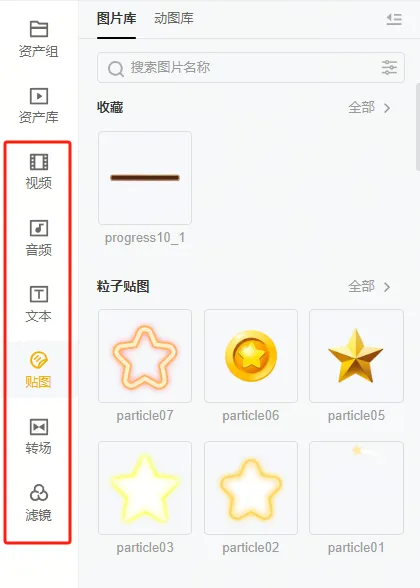 资产组
资产库
视频
音频
文本
贴图
转场
滤镜
图片库 动图库
搜索图片名称
收藏 全部
progress10_1
粒子贴图 全部
particle07 particle06 particle05
particle03 particle02 particle01